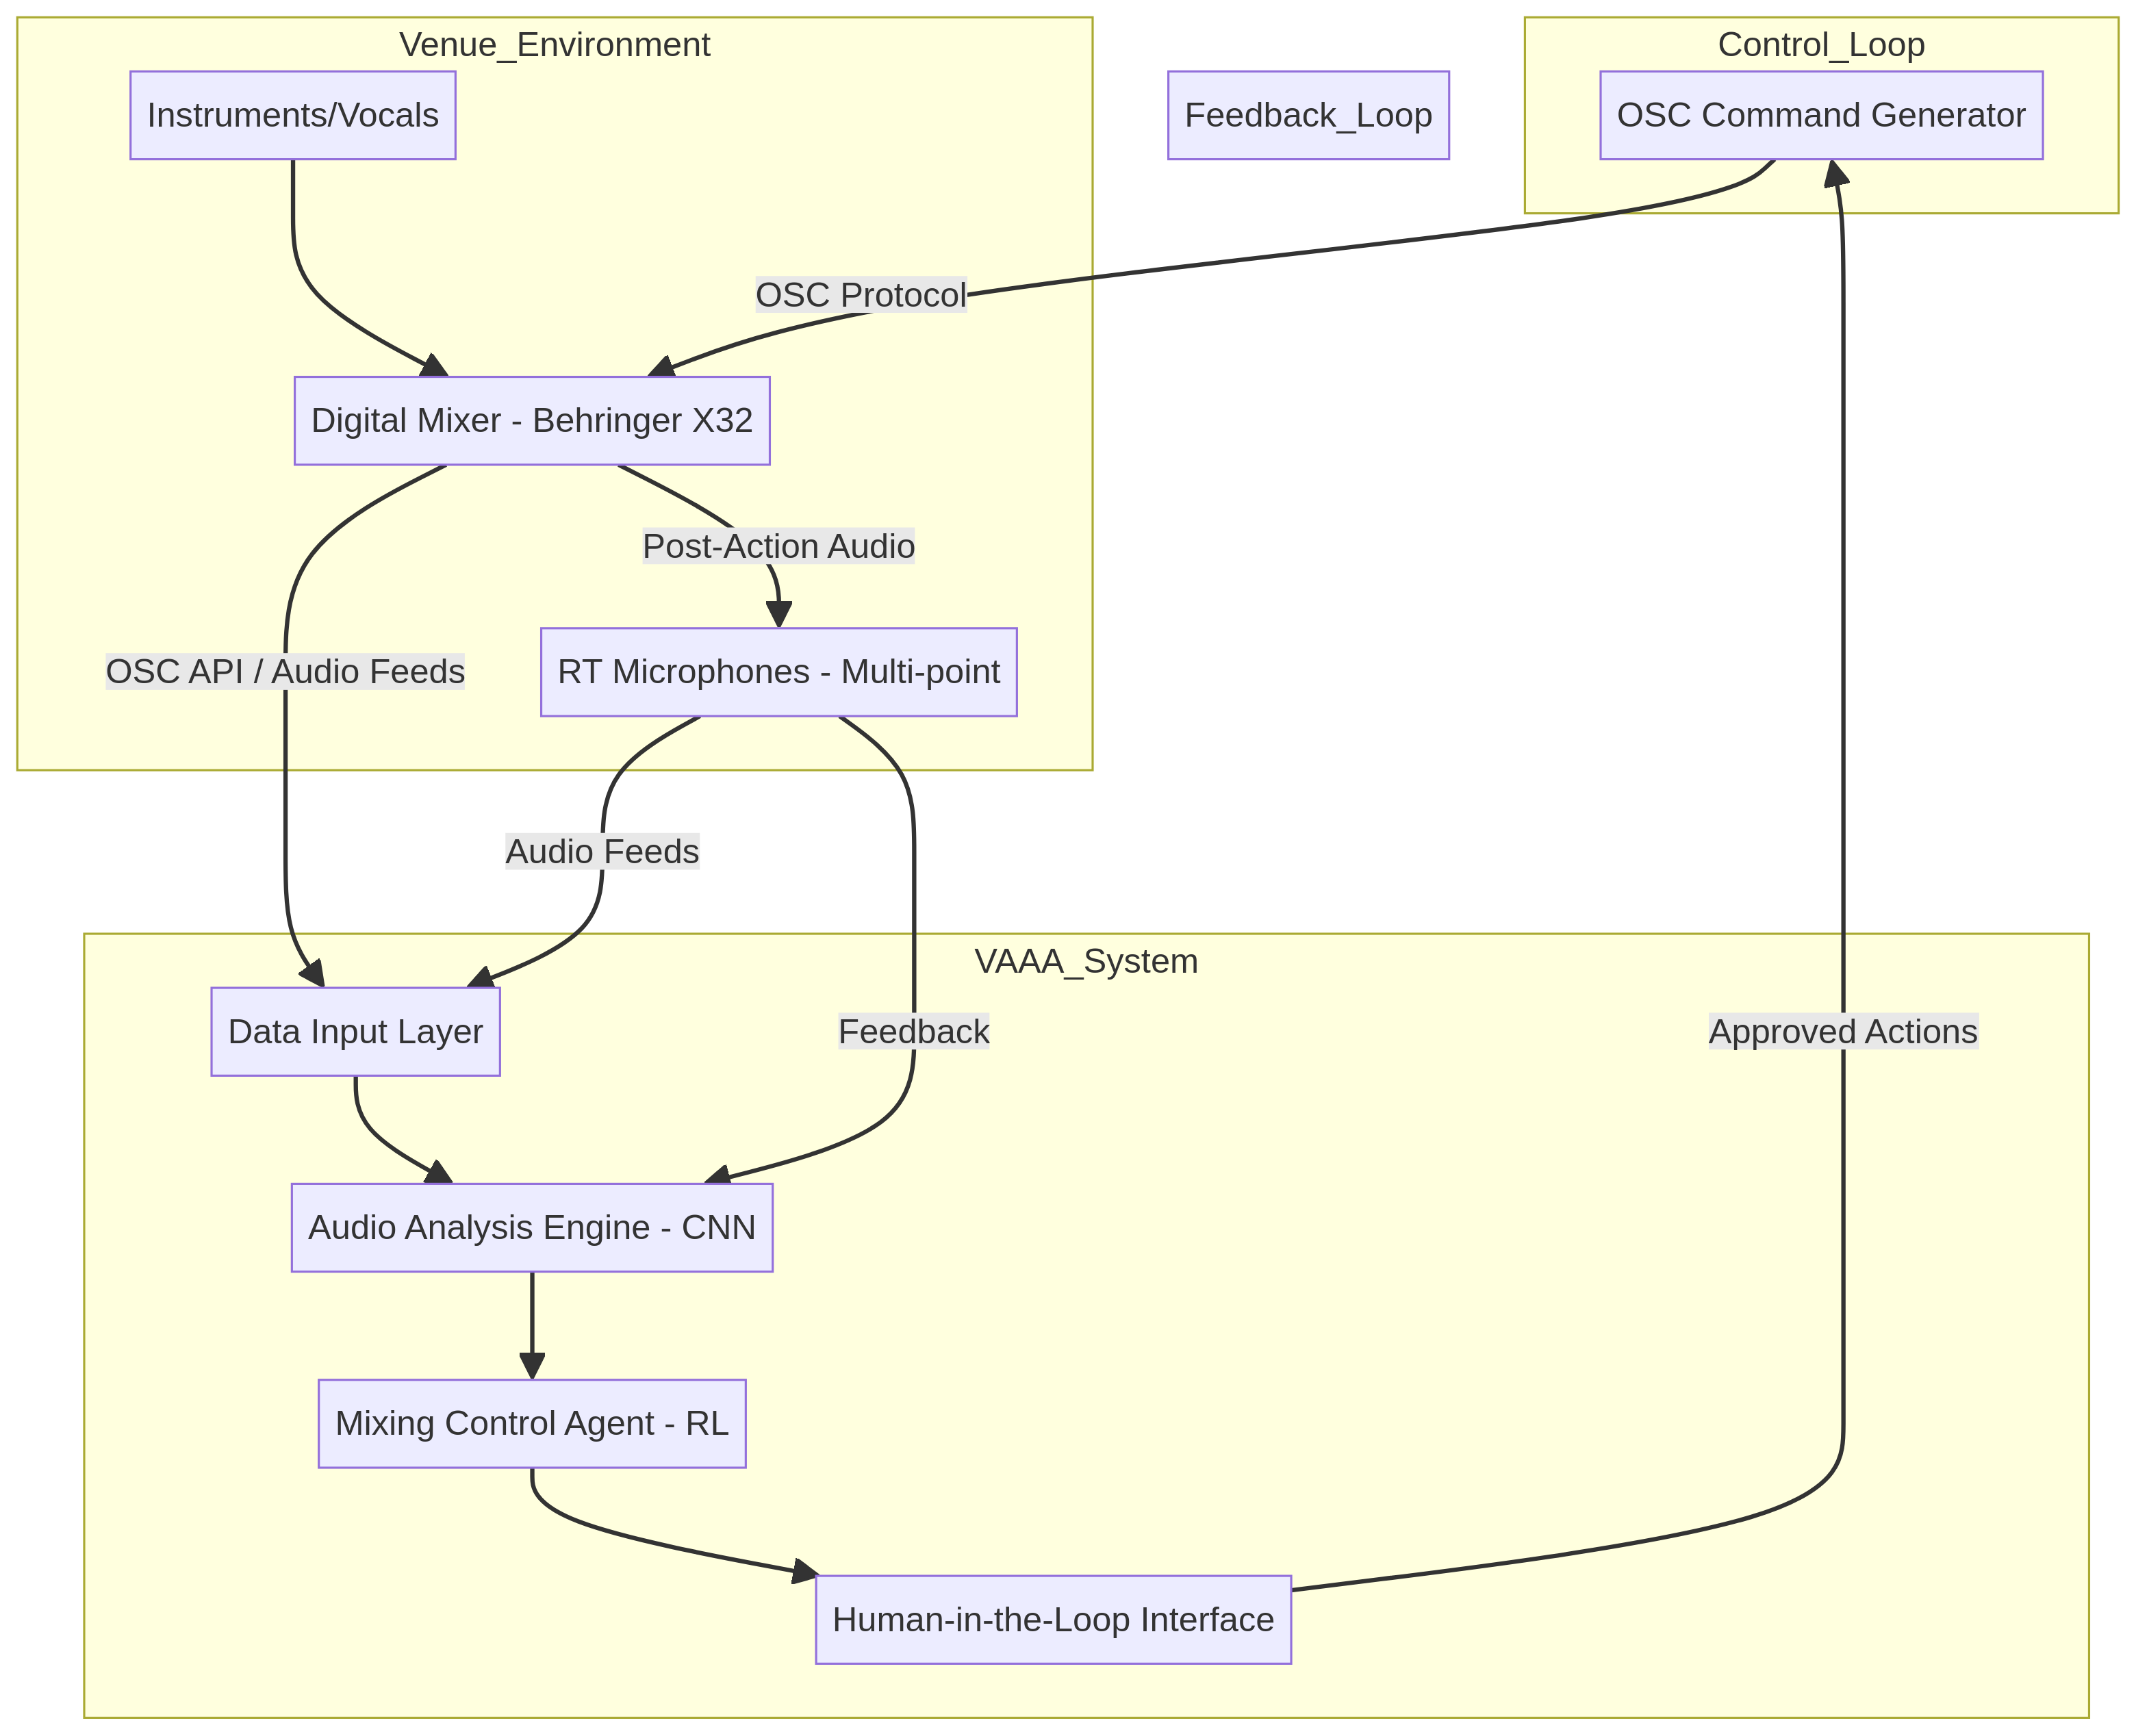 Venue_Environment
Control_Loop
Instruments/Vocals
Feedback_Loop
OSC Command Generator
OSC Protocol
Digital Mixer - Behringer X32
Post-Action Audio
OSC API / Audio Feeds
RT Microphones - Multi-point
Audio Feeds
VAAA_System
Data Input Layer
Feedback
Approved Actions
Audio Analysis Engine - CNN
Mixing Control Agent - RL
Human-in-the-Loop Interface